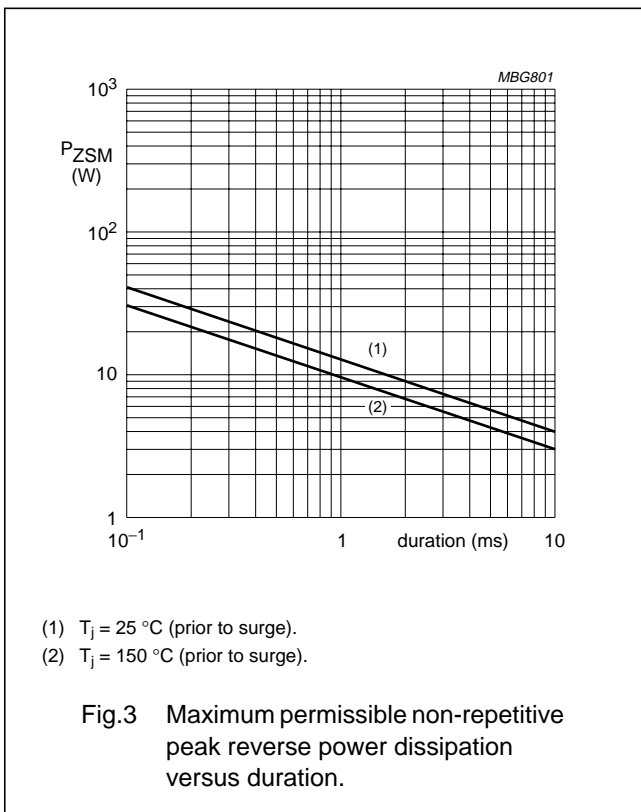 MBG801
10³
P_ZSM
(W)
10²
(1)
10
(2)
1
10⁻¹ 1 duration (ms) 10
(1) T_j = 25 °C (prior to surge).
(2) T_j = 150 °C (prior to surge).
Fig.3 Maximum permissible non-repetitive
peak reverse power dissipation
versus duration.